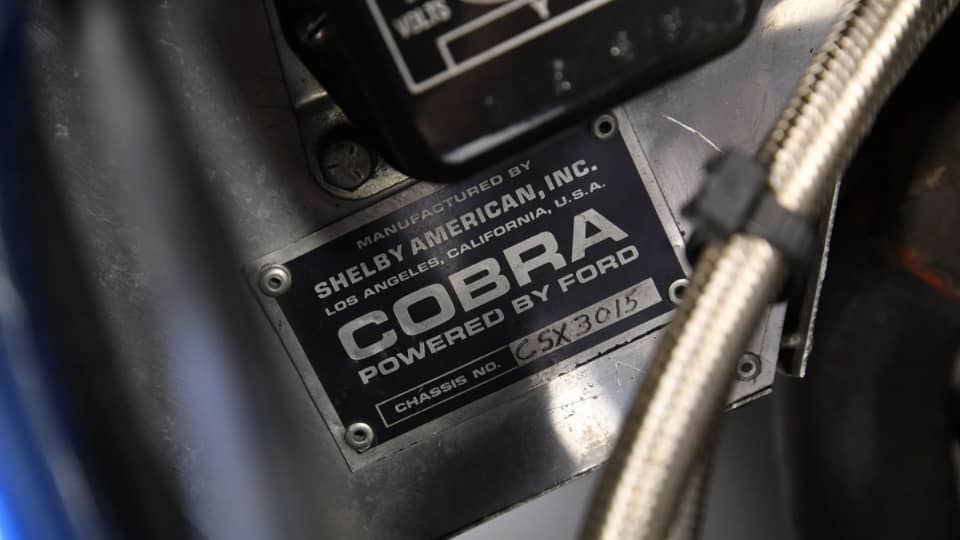 VOLTS
MANUFACTURED BY
SHELBY AMERICAN, INC.
LOS ANGELES, CALIFORNIA, U.S.A.
COBRA
POWERED BY FORD
CHASSIS NO. CSX3015